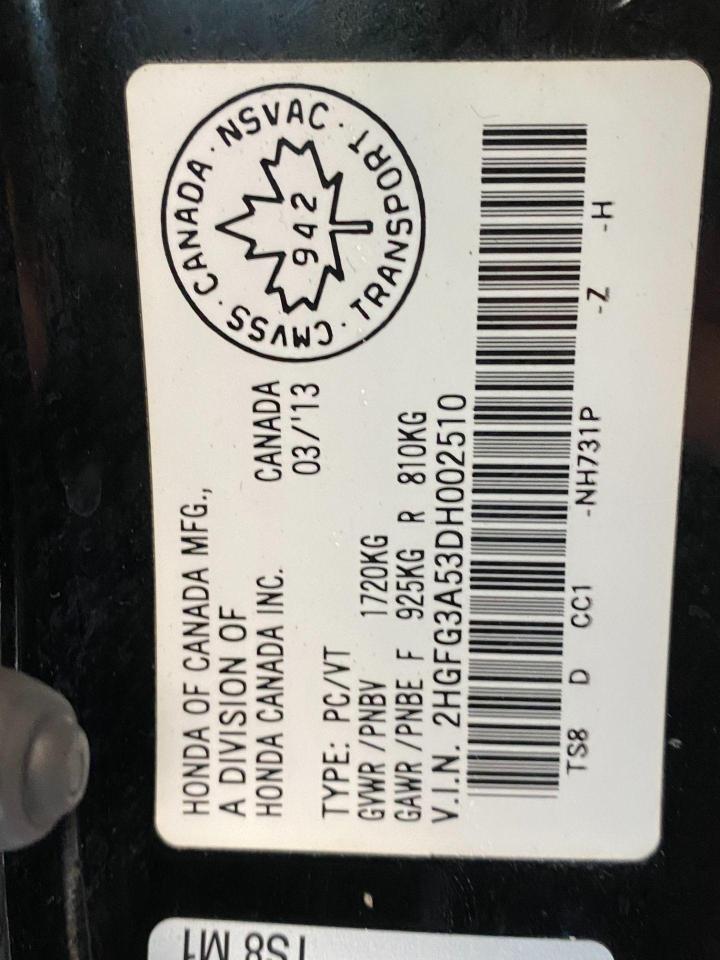 HONDA OF CANADA MFG.,
A DIVISION OF
HONDA CANADA INC.
CANADA
03/'13
TYPE: PC/VT
GVWR /PNBV 1720KG
GAWR /PNBE F 925KG R 810KG
V.I.N. 2HGFG3A53DH002510
TS8 D CC1 -NH731P -Z -H
CMVSS · CANADA · NSVAC · TRANSPORT ·
942
TS8 M1